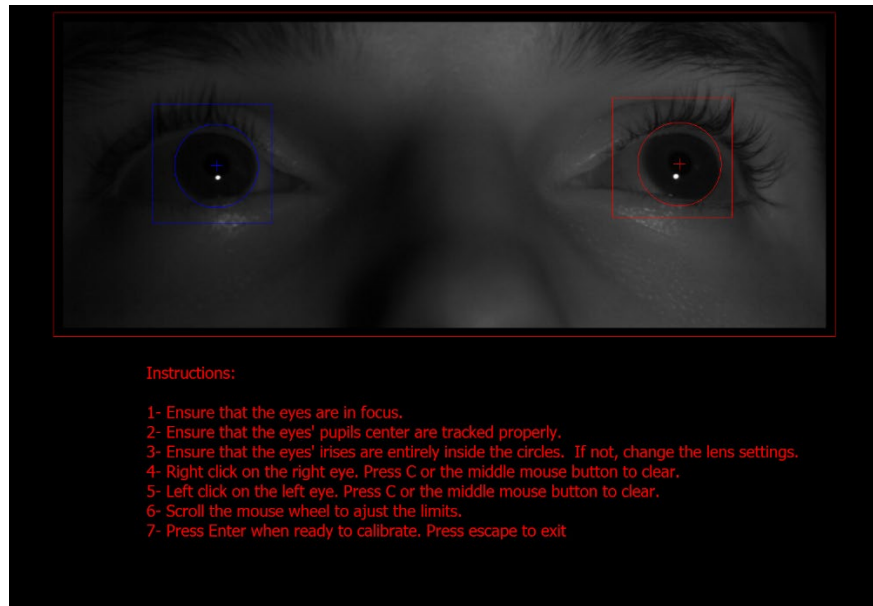 Instructions:
1- Ensure that the eyes are in focus.
2- Ensure that the eyes' pupils center are tracked properly.
3- Ensure that the eyes' irises are entirely inside the circles.  If not, change the lens settings.
4- Right click on the right eye. Press C or the middle mouse button to clear.
5- Left click on the left eye. Press C or the middle mouse button to clear.
6- Scroll the mouse wheel to ajust the limits.
7- Press Enter when ready to calibrate. Press escape to exit